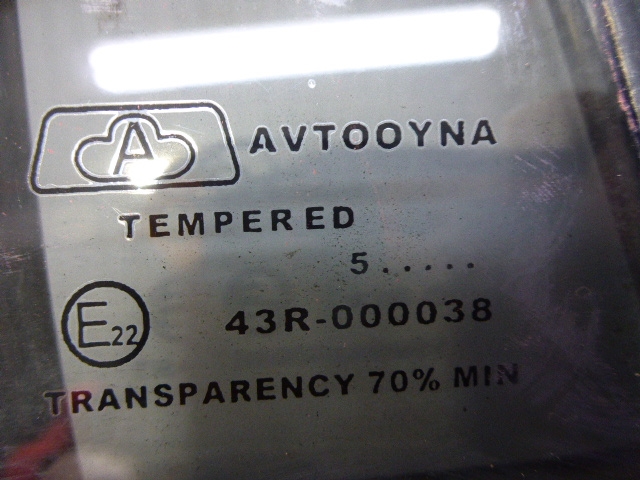 A AVTOOYNA
TEMPERED
5.....
E22 43R-000038
TRANSPARENCY 70% MIN